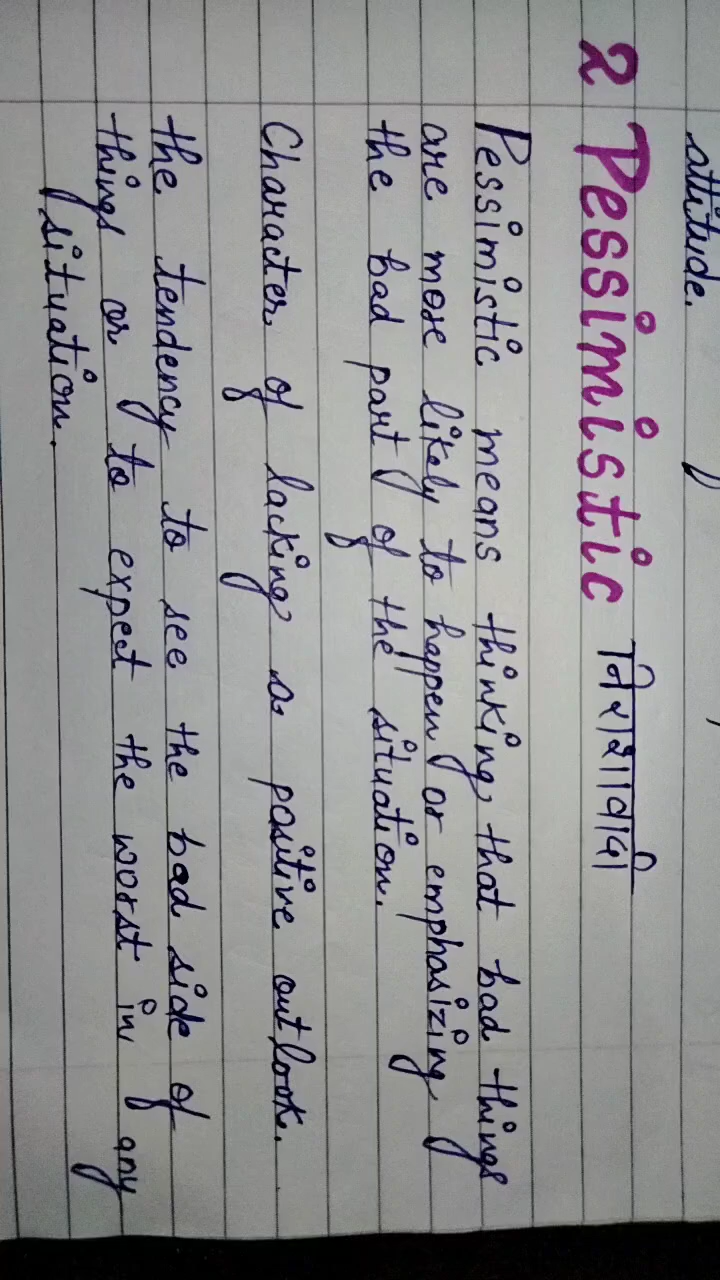 attitude.
2 Pessimistic निराशावादी
Pessimistic means thinking that bad things
are more likely to happen or emphasizing
the bad part of the situation.
Character of lacking a positive outlook.
the tendency to see the bad side of
things or to expect the worst in any
situation.